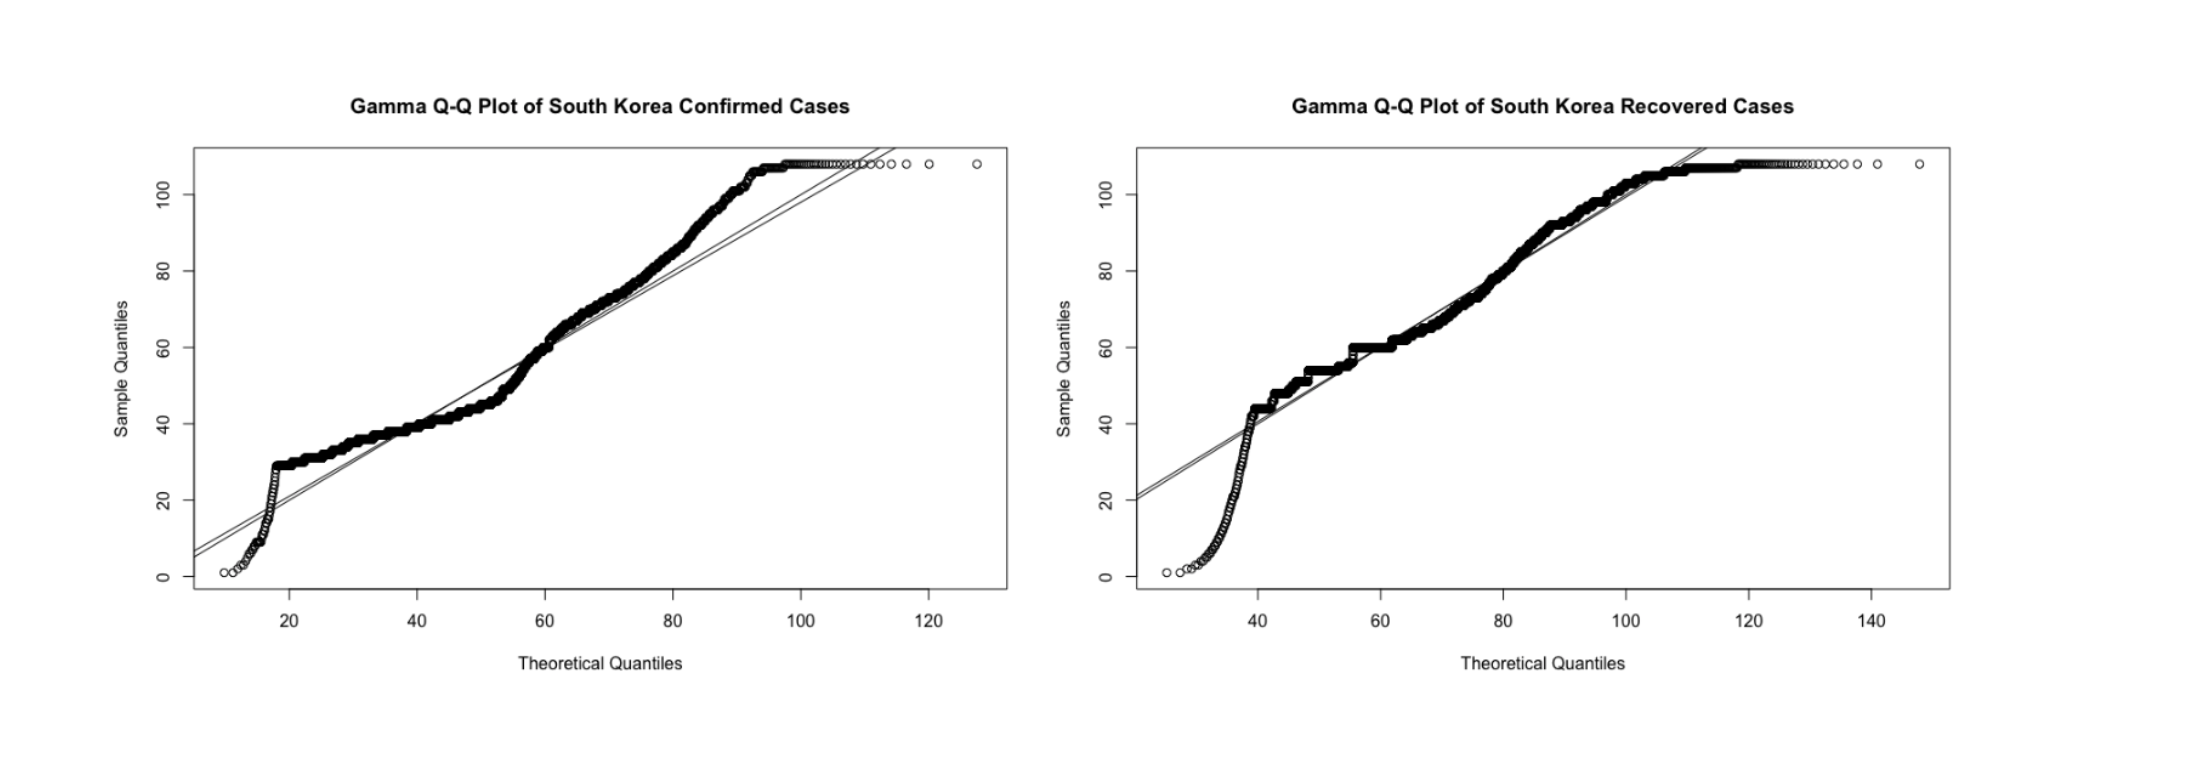 Gamma Q-Q Plot of South Korea Confirmed Cases
Sample Quantiles
0 20 40 60 80 100
20 40 60 80 100 120
Theoretical Quantiles
Gamma Q-Q Plot of South Korea Recovered Cases
Sample Quantiles
0 20 40 60 80 100
40 60 80 100 120 140
Theoretical Quantiles